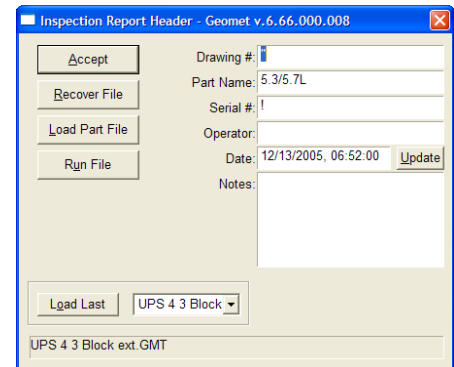 Inspection Report Header - Geomet v.6.66.000.008
Accept
Recover File
Load Part File
Run File
Drawing #: "
Part Name: 5.3/5.7L
Serial #: !
Operator:
Date: 12/13/2005, 06:52:00 Update
Notes:
Load Last UPS 4 3 Block
UPS 4 3 Block ext.GMT